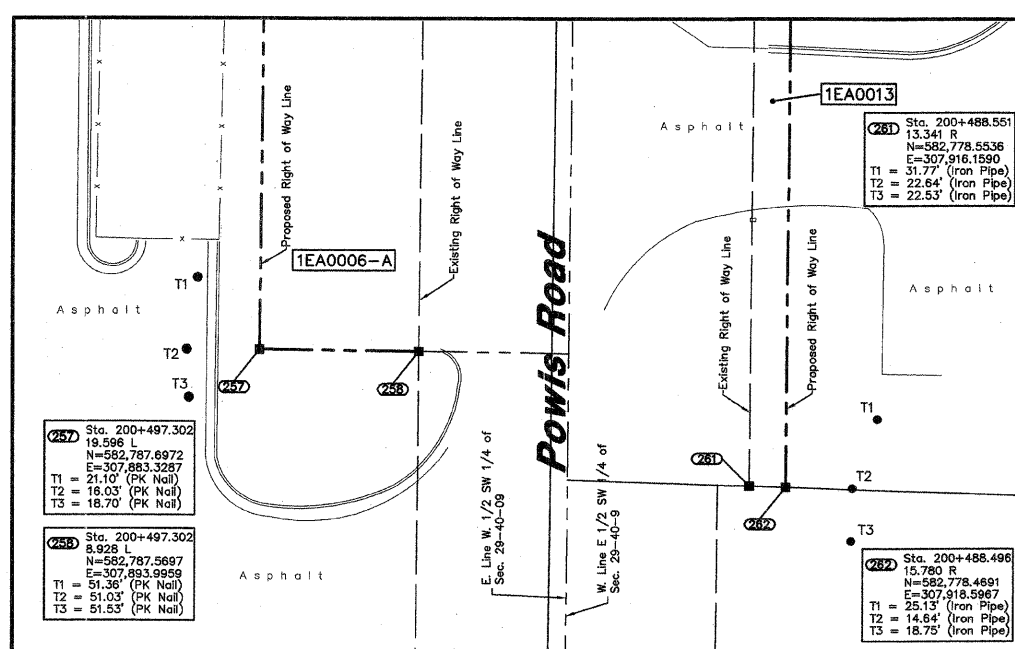 1EA0013
Asphalt
261 Sta. 200+488.551
13.341 R
N=582,778.5536
E=307,916.1590
T1 = 31.77' (Iron Pipe)
T2 = 22.64' (Iron Pipe)
T3 = 22.53' (Iron Pipe)
Proposed Right of Way Line
Existing Right of Way Line
1EA0006-A
T1
Asphalt
T2
T3
257
258
Powis Road
Existing Right of Way Line
Proposed Right of Way Line
Asphalt
T1
261
T2
262
T3
257 Sta. 200+497.302
19.596 L
N=582,787.6972
E=307,883.3287
T1 = 21.10' (PK Nail)
T2 = 16.03' (PK Nail)
T3 = 18.70' (PK Nail)
258 Sta. 200+497.302
8.928 L
N=582,787.5697
E=307,893.9959
T1 = 51.36' (PK Nail)
T2 = 51.03' (PK Nail)
T3 = 51.53' (PK Nail)
Asphalt
E. Line W. 1/2 SW 1/4 of
Sec. 29-40-09
W. Line E 1/2 SW 1/4 of
Sec. 29-40-9
262 Sta. 200+488.496
15.780 R
N=582,778.4691
E=307,918.5967
T1 = 25.13' (Iron Pipe)
T2 = 14.64' (Iron Pipe)
T3 = 18.75' (Iron Pipe)